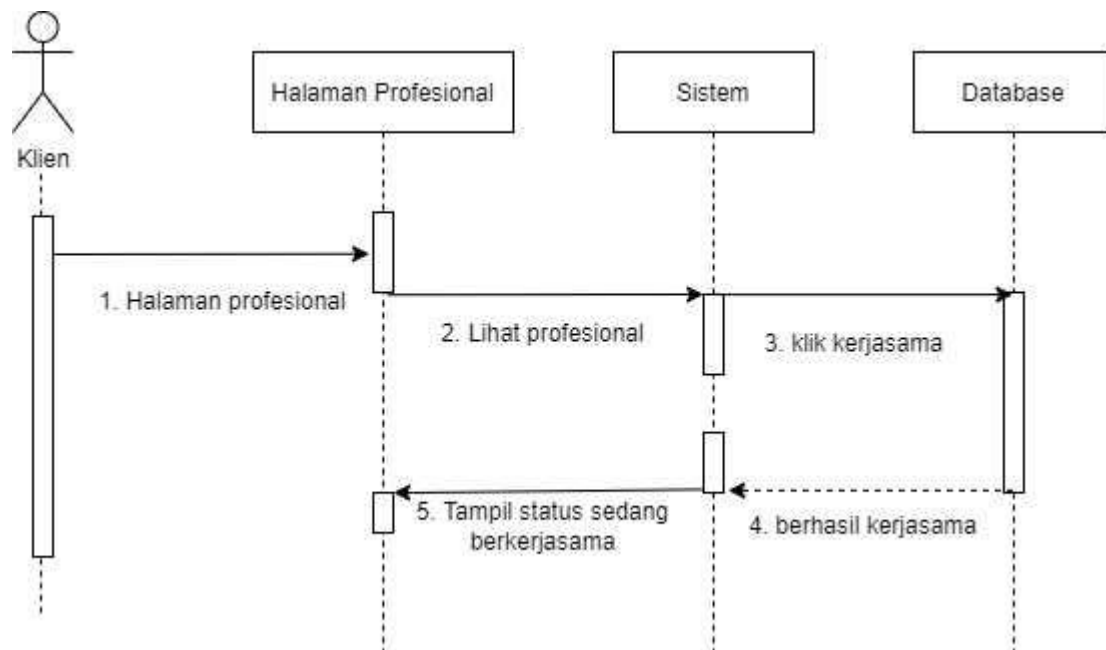 Klien
Halaman Profesional
Sistem
Database
1. Halaman profesional
2. Lihat profesional
3. klik kerjasama
4. berhasil kerjasama
5. Tampil status sedang
berkerjasama